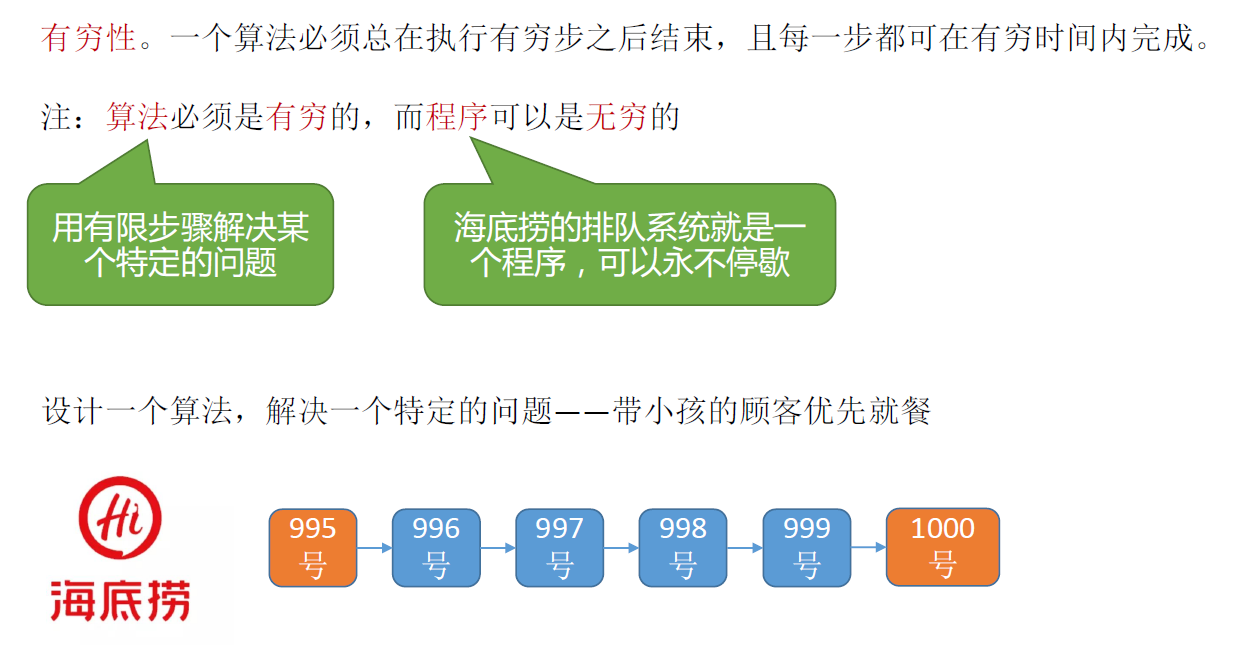 有穷性。一个算法必须总在执行有穷步之后结束，且每一步都可在有穷时间内完成。
注：算法必须是有穷的，而程序可以是无穷的
用有限步骤解决某
个特定的问题
海底捞的排队系统就是一
个程序，可以永不停歇
设计一个算法，解决一个特定的问题——带小孩的顾客优先就餐
Hi
海底捞
995
号
996
号
997
号
998
号
999
号
1000
号